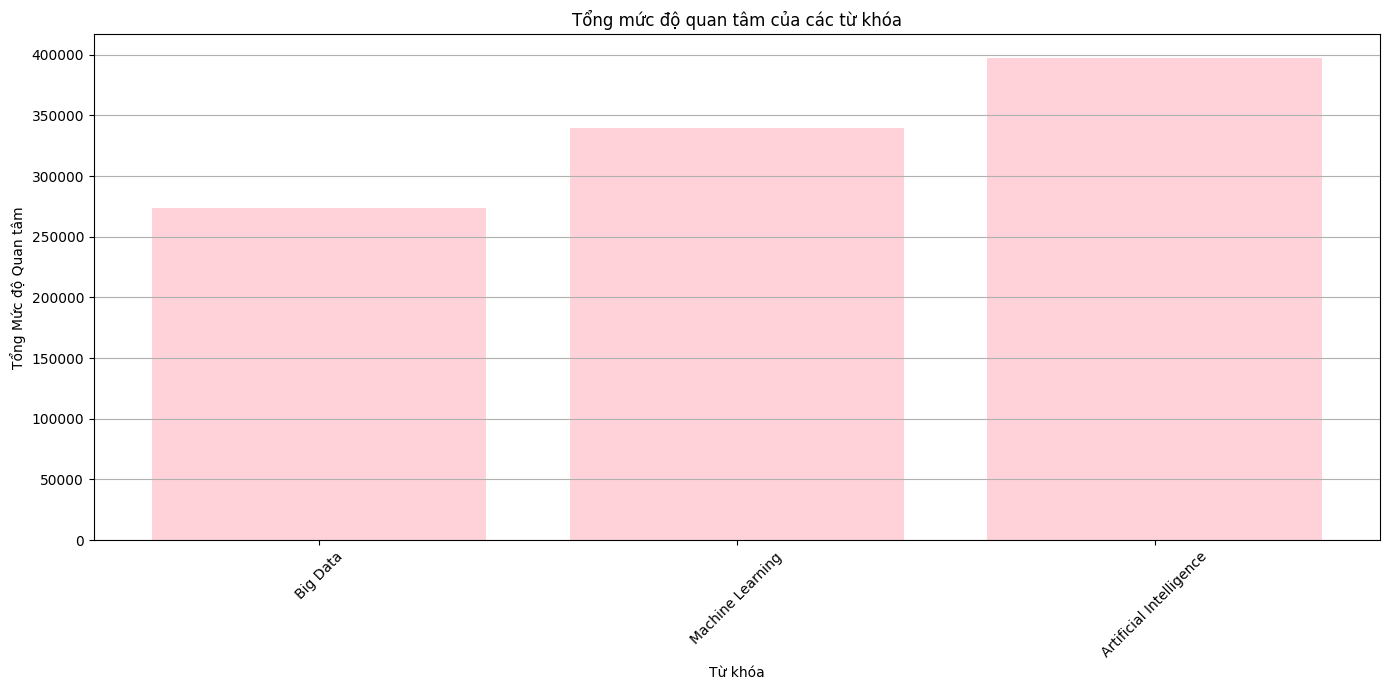 Tổng mức độ quan tâm của các từ khóa
Tổng Mức độ Quan tâm
400000
350000
300000
250000
200000
150000
100000
50000
0
Big Data
Machine Learning
Artificial Intelligence
Từ khóa